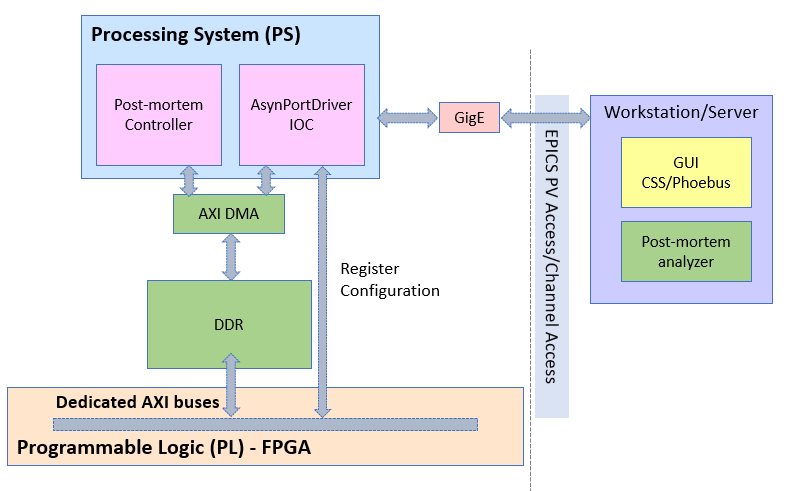 Processing System (PS)
Post-mortem
Controller
AsynPortDriver
IOC
GigE
Workstation/Server
GUI
CSS/Phoebus
Post-mortem
analyzer
EPICS PV Access/Channel Access
AXI DMA
Register
Configuration
DDR
Dedicated AXI buses
Programmable Logic (PL) - FPGA